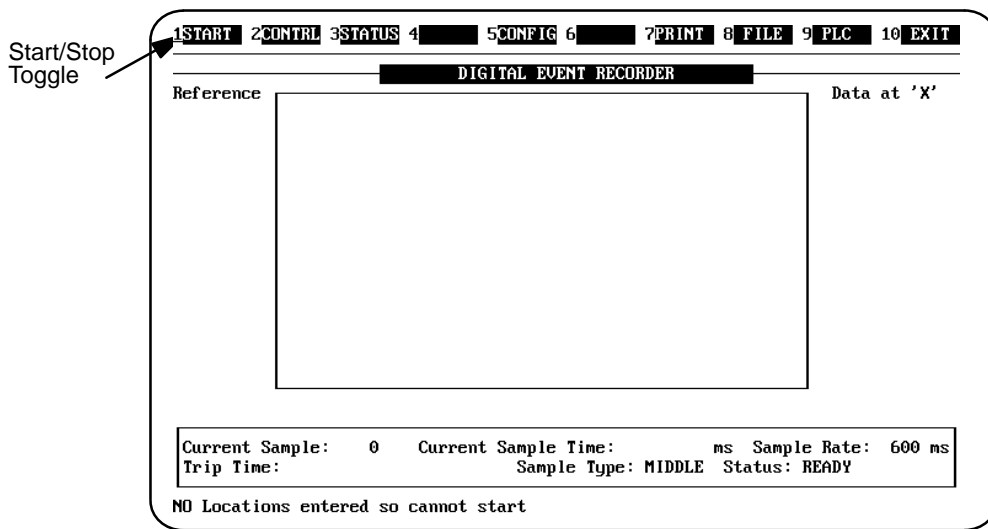 Start/Stop
Toggle
1START 2CONTRL 3STATUS 4 5CONFIG 6 7PRINT 8 FILE 9 PLC 10 EXIT
DIGITAL EVENT RECORDER
Reference Data at 'X'
Current Sample: 0 Current Sample Time: ms Sample Rate: 600 ms
Trip Time: Sample Type: MIDDLE Status: READY
NO Locations entered so cannot start